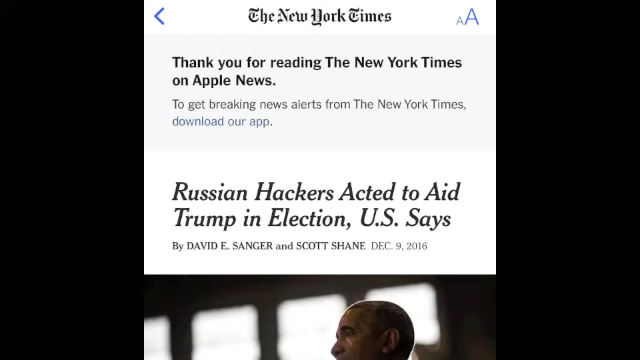 The New York Times
AA
Thank you for reading The New York Times
on Apple News.
To get breaking news alerts from The New York Times,
download our app.
Russian Hackers Acted to Aid
Trump in Election, U.S. Says
By DAVID E. SANGER and SCOTT SHANE DEC. 9, 2016